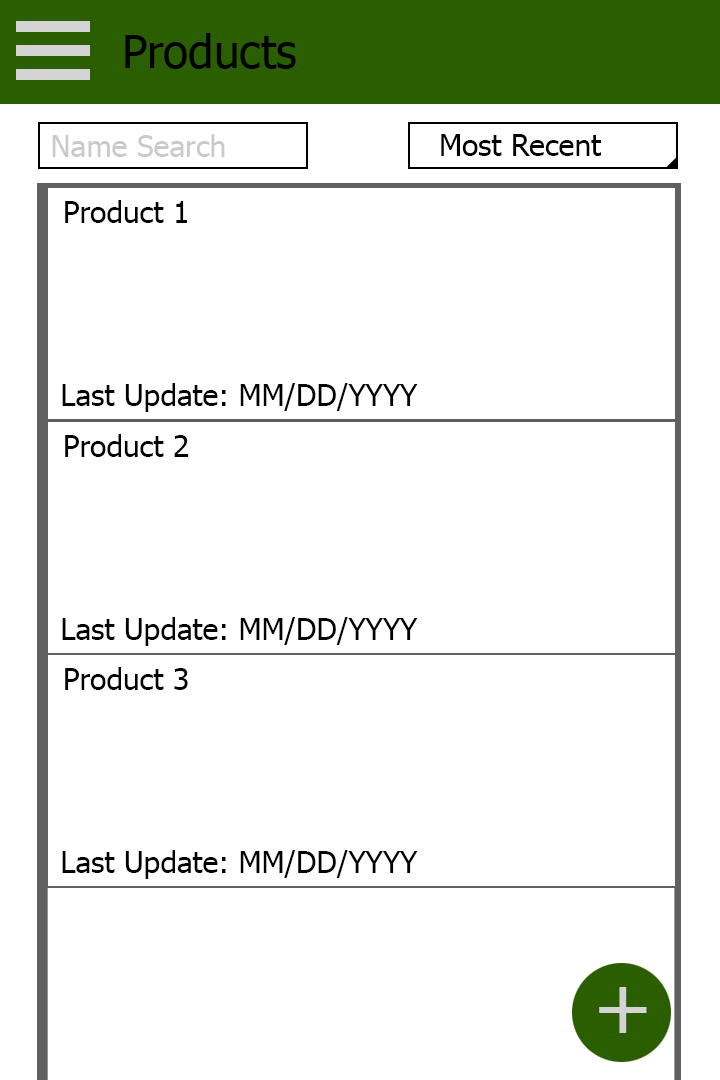 Products
Name Search
Most Recent
Product 1
Last Update: MM/DD/YYYY
Product 2
Last Update: MM/DD/YYYY
Product 3
Last Update: MM/DD/YYYY
+